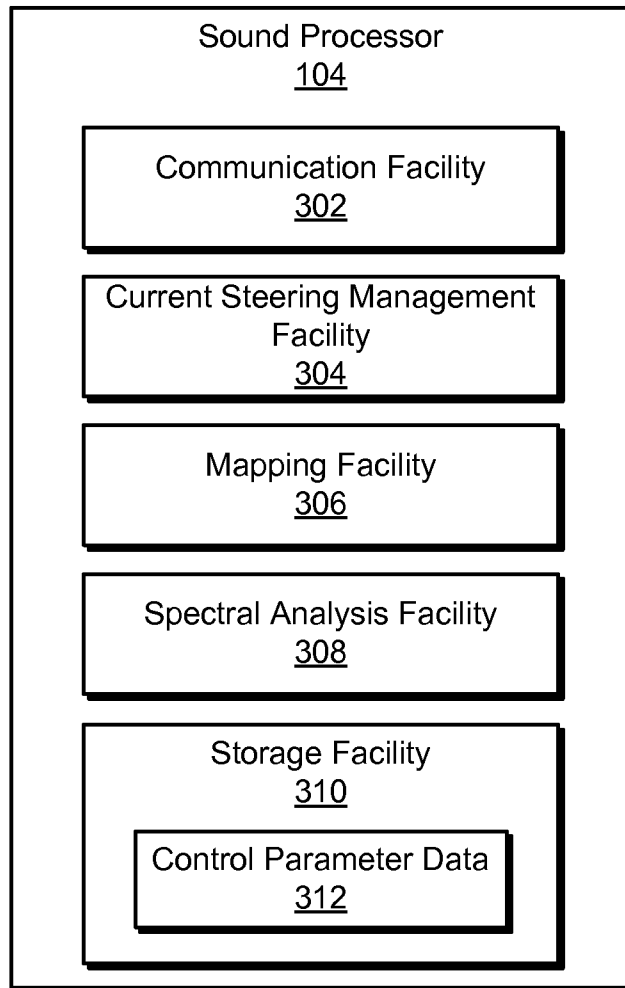 Sound Processor
104
Communication Facility
302
Current Steering Management
Facility
304
Mapping Facility
306
Spectral Analysis Facility
308
Storage Facility
310
Control Parameter Data
312